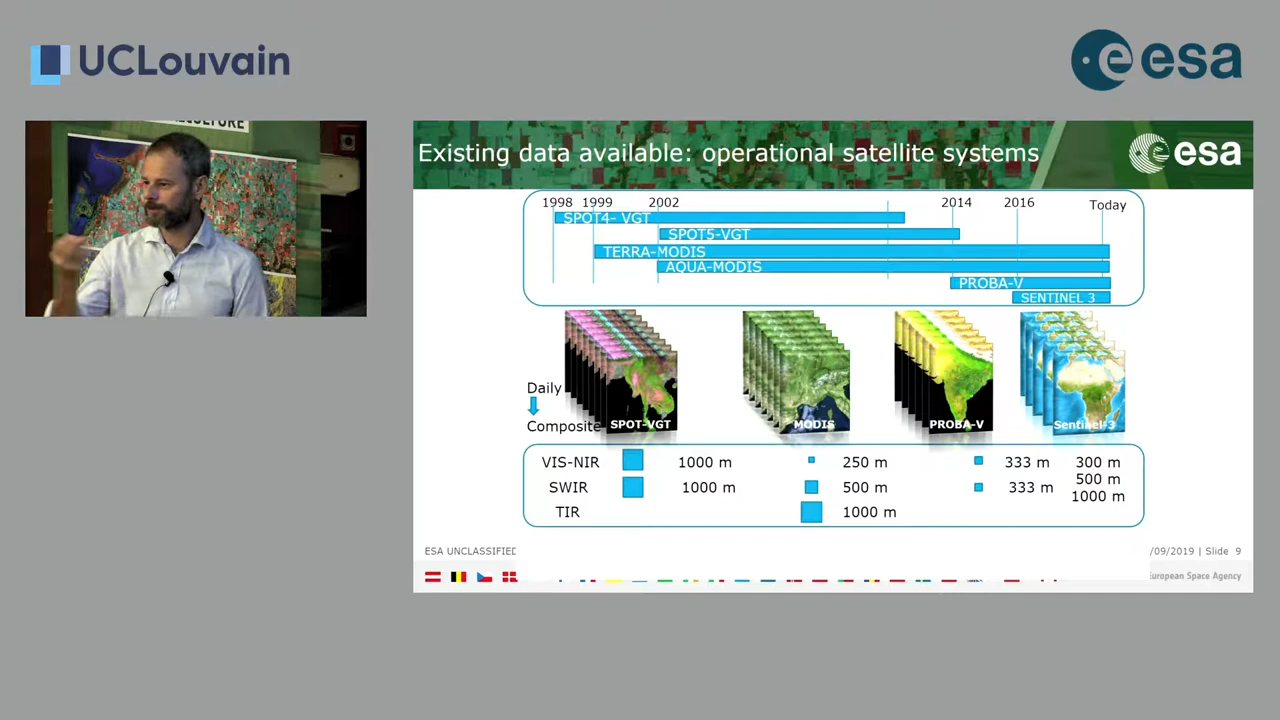 UCLouvain
esa
CULTURE
Existing data available: operational satellite systems
esa
1998 1999 2002 2014 2016 Today
SPOT4- VGT
SPOT5-VGT
TERRA-MODIS
AQUA-MODIS
PROBA-V
SENTINEL 3
Daily
Composite
SPOT-VGT MODIS PROBA-V Sentinel-3
VIS-NIR 1000 m 250 m 333 m 300 m
SWIR 1000 m 500 m 333 m 500 m
1000 m
TIR 1000 m
ESA UNCLASSIFIED
/09/2019 | Slide 9
European Space Agency